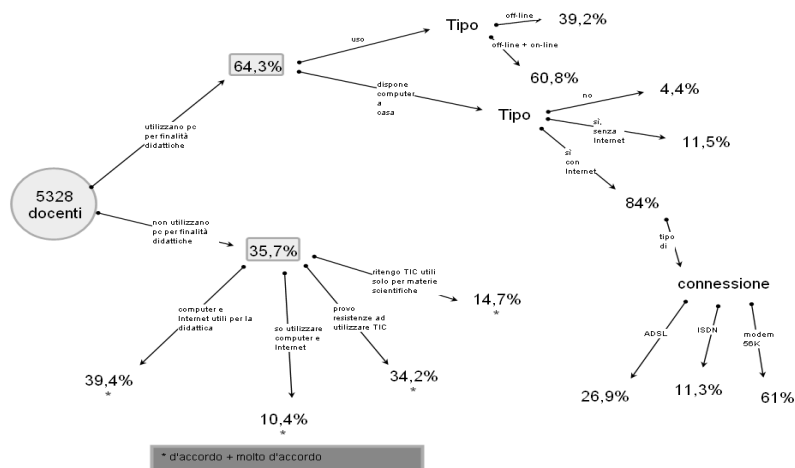 Tipo
off-line
39,2%
uso
off-line + on-line
60,8%
64,3%
dispone
computer
a
casa
Tipo
no
4,4%
sì,
senza
Internet
11,5%
sì
con
Internet
84%
tipo
di
connessione
ADSL
26,9%
ISDN
11,3%
modem
56K
61%
utilizzano pc
per finalità
didattiche
5328
docenti
non utilizzano
pc per finalità
didattiche
35,7%
ritengo TIC utili
solo per materie
scientifiche
14,7%
*
computer e
Internet utili per la
didattica
39,4%
*
so utilizzare
computer e
Internet
10,4%
*
provo
resistenze ad
utilizzare TIC
34,2%
*
* d'accordo + molto d'accordo